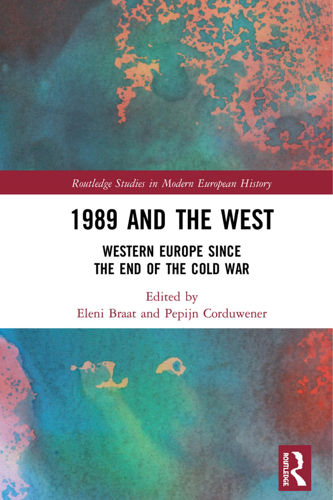 Routledge Studies in Modern European History
1989 AND THE WEST
WESTERN EUROPE SINCE
THE END OF THE COLD WAR
Edited by
Eleni Braat and Pepijn Corduwener
ROUTLEDGE